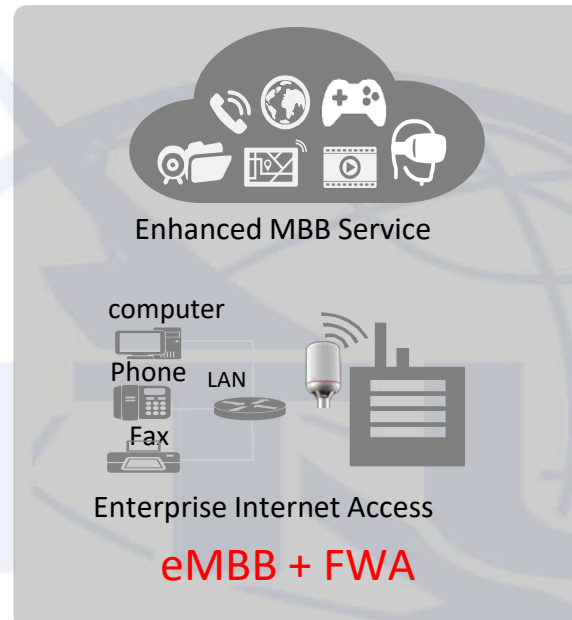 Enhanced MBB Service
computer
Phone
LAN
Fax
Enterprise Internet Access
eMBB + FWA